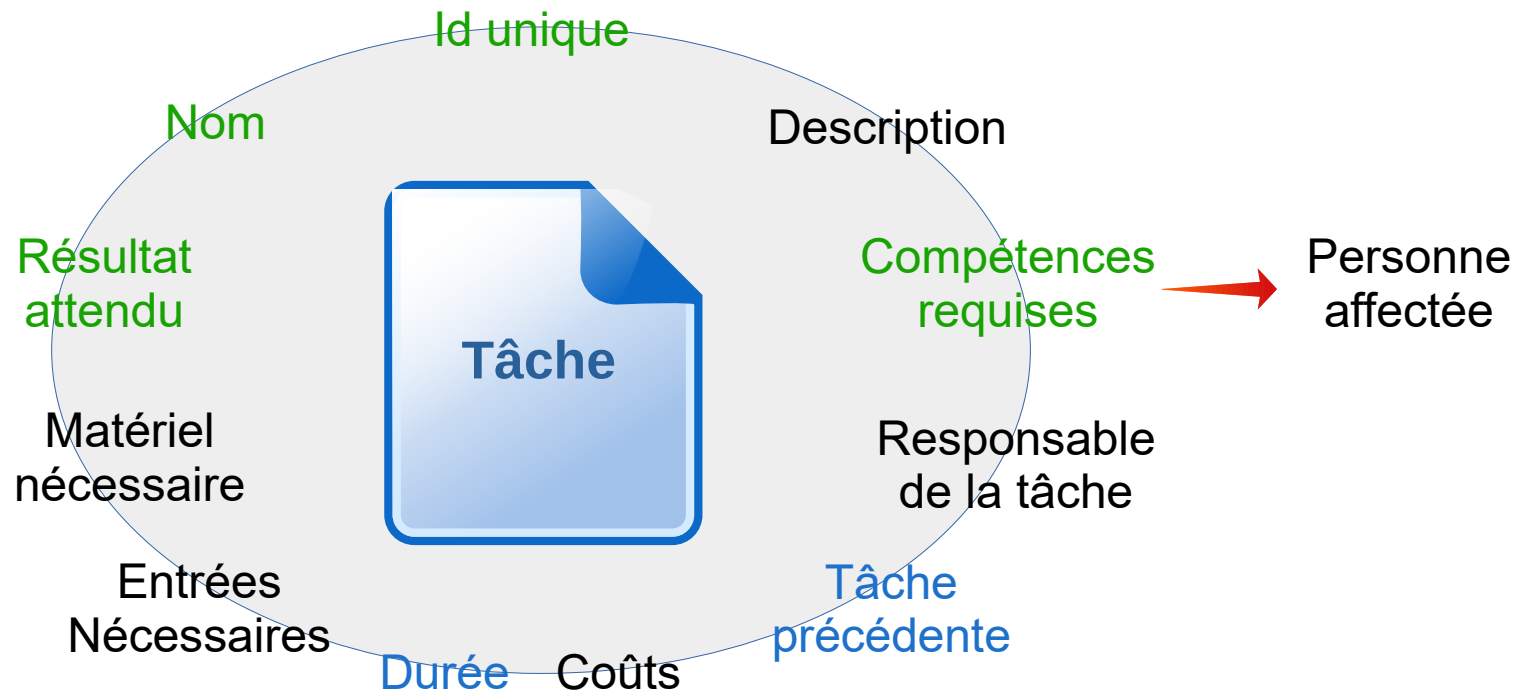 Id unique
Nom
Description
Résultat
attendu
Compétences
requises
Personne
affectée
Tâche
Matériel
nécessaire
Responsable
de la tâche
Entrées
Nécessaires
Tâche
précédente
Durée
Coûts